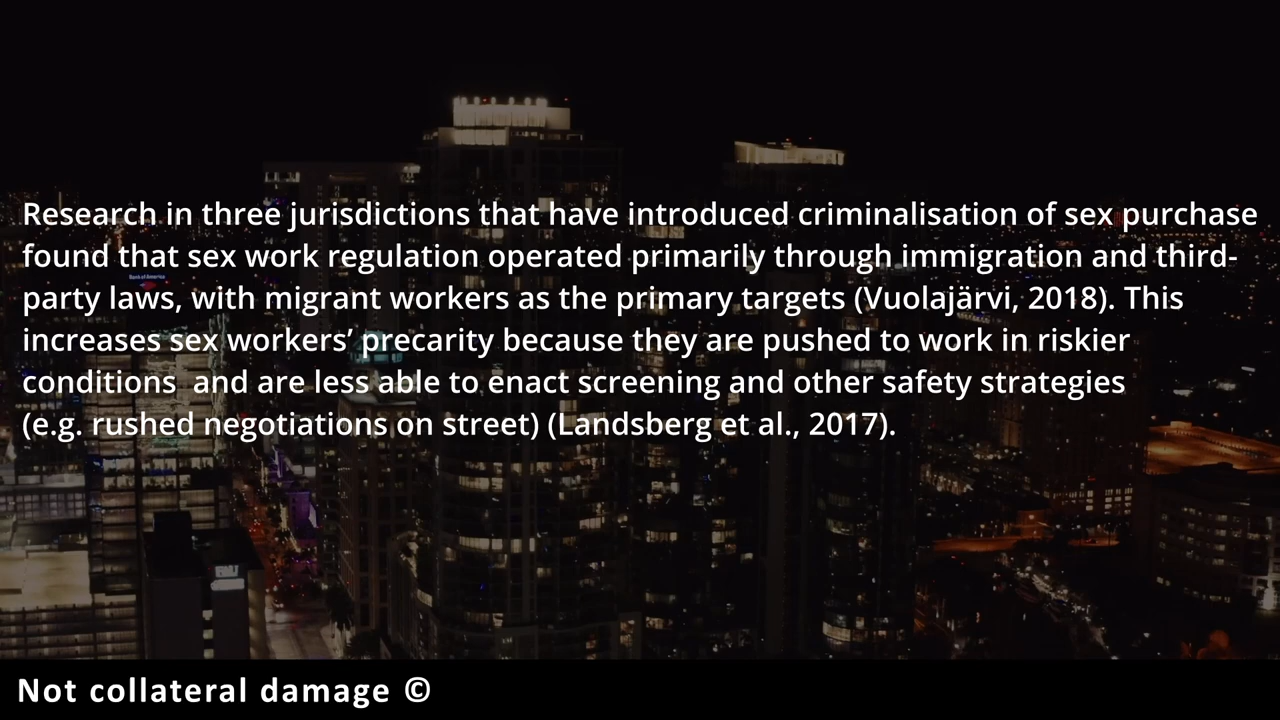 Research in three jurisdictions that have introduced criminalisation of sex purchase
found that sex work regulation operated primarily through immigration and third-
party laws, with migrant workers as the primary targets (Vuolajärvi, 2018). This
increases sex workers’ precarity because they are pushed to work in riskier
conditions  and are less able to enact screening and other safety strategies
(e.g. rushed negotiations on street) (Landsberg et al., 2017).
Bank of America
Not collateral damage ©